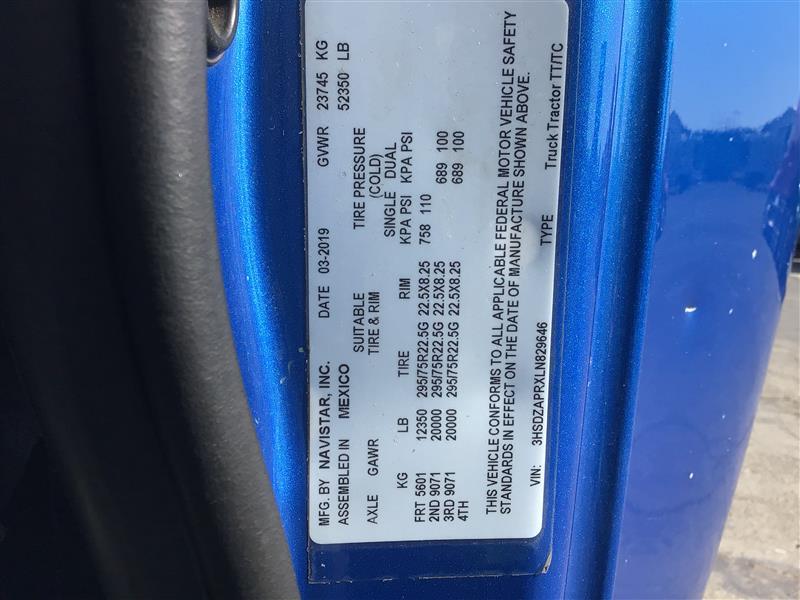 MFG. BY NAVISTAR, INC. DATE 03-2019 GVWR 23745 KG
ASSEMBLED IN MEXICO 52350 LB
AXLE GAWR SUITABLE TIRE PRESSURE
TIRE & RIM (COLD)
SINGLE DUAL
KG LB TIRE RIM KPA PSI KPA PSI
FRT 5601 12350 295/75R22.5G 22.5X8.25 758 110
2ND 9071 20000 295/75R22.5G 22.5X8.25 689 100
3RD 9071 20000 295/75R22.5G 22.5X8.25 689 100
4TH
THIS VEHICLE CONFORMS TO ALL APPLICABLE FEDERAL MOTOR VEHICLE SAFETY
STANDARDS IN EFFECT ON THE DATE OF MANUFACTURE SHOWN ABOVE.
VIN: 3HSDZAPRXLN829646 TYPE Truck Tractor TT/TC